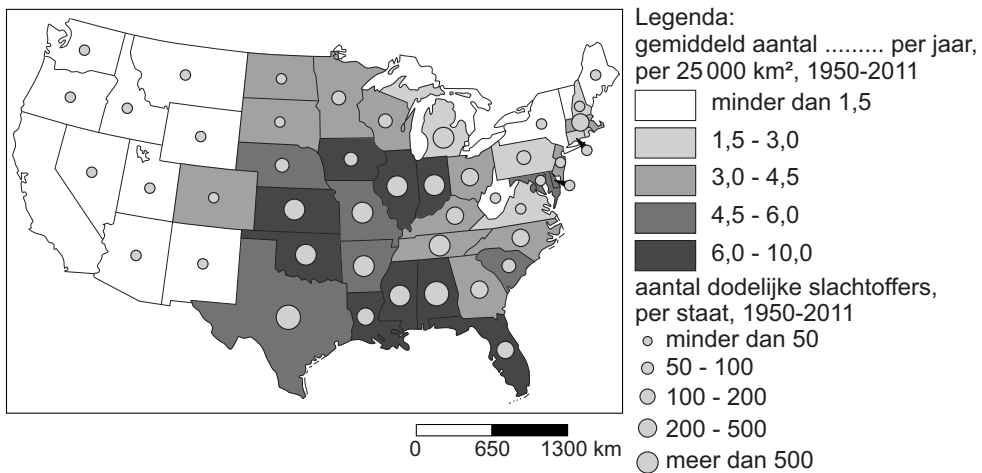 Legenda:
gemiddeld aantal ......... per jaar,
per 25 000 km², 1950-2011
minder dan 1,5
1,5 - 3,0
3,0 - 4,5
4,5 - 6,0
6,0 - 10,0
aantal dodelijke slachtoffers,
per staat, 1950-2011
minder dan 50
50 - 100
100 - 200
200 - 500
meer dan 500
0 650 1300 km